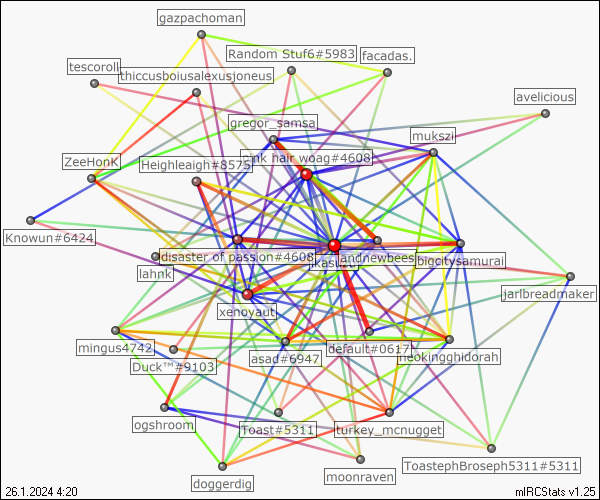 gazpachoman
Random Stuf6#5983
facadas.
tescoroll
thiccusboiusalexusjoneus
avelicious
gregor_samsa
mukszi
ZeeHonK
Heighleaigh#8575
pink hair woag#4608
Knowun#6424
disaster of passion#4608
andnewbees
bigcitysamurai
lahnk
jarlbreadmaker
xenoyaut
mingus4742
default#0617
neokingghidorah
asad#6947
Duck™#9103
ogshroom
Toast#5311
turkey_mcnugget
ToastephBroseph5311#5311
moonraven
doggerdig
26.1.2024 4:20
mIRCStats v1.25